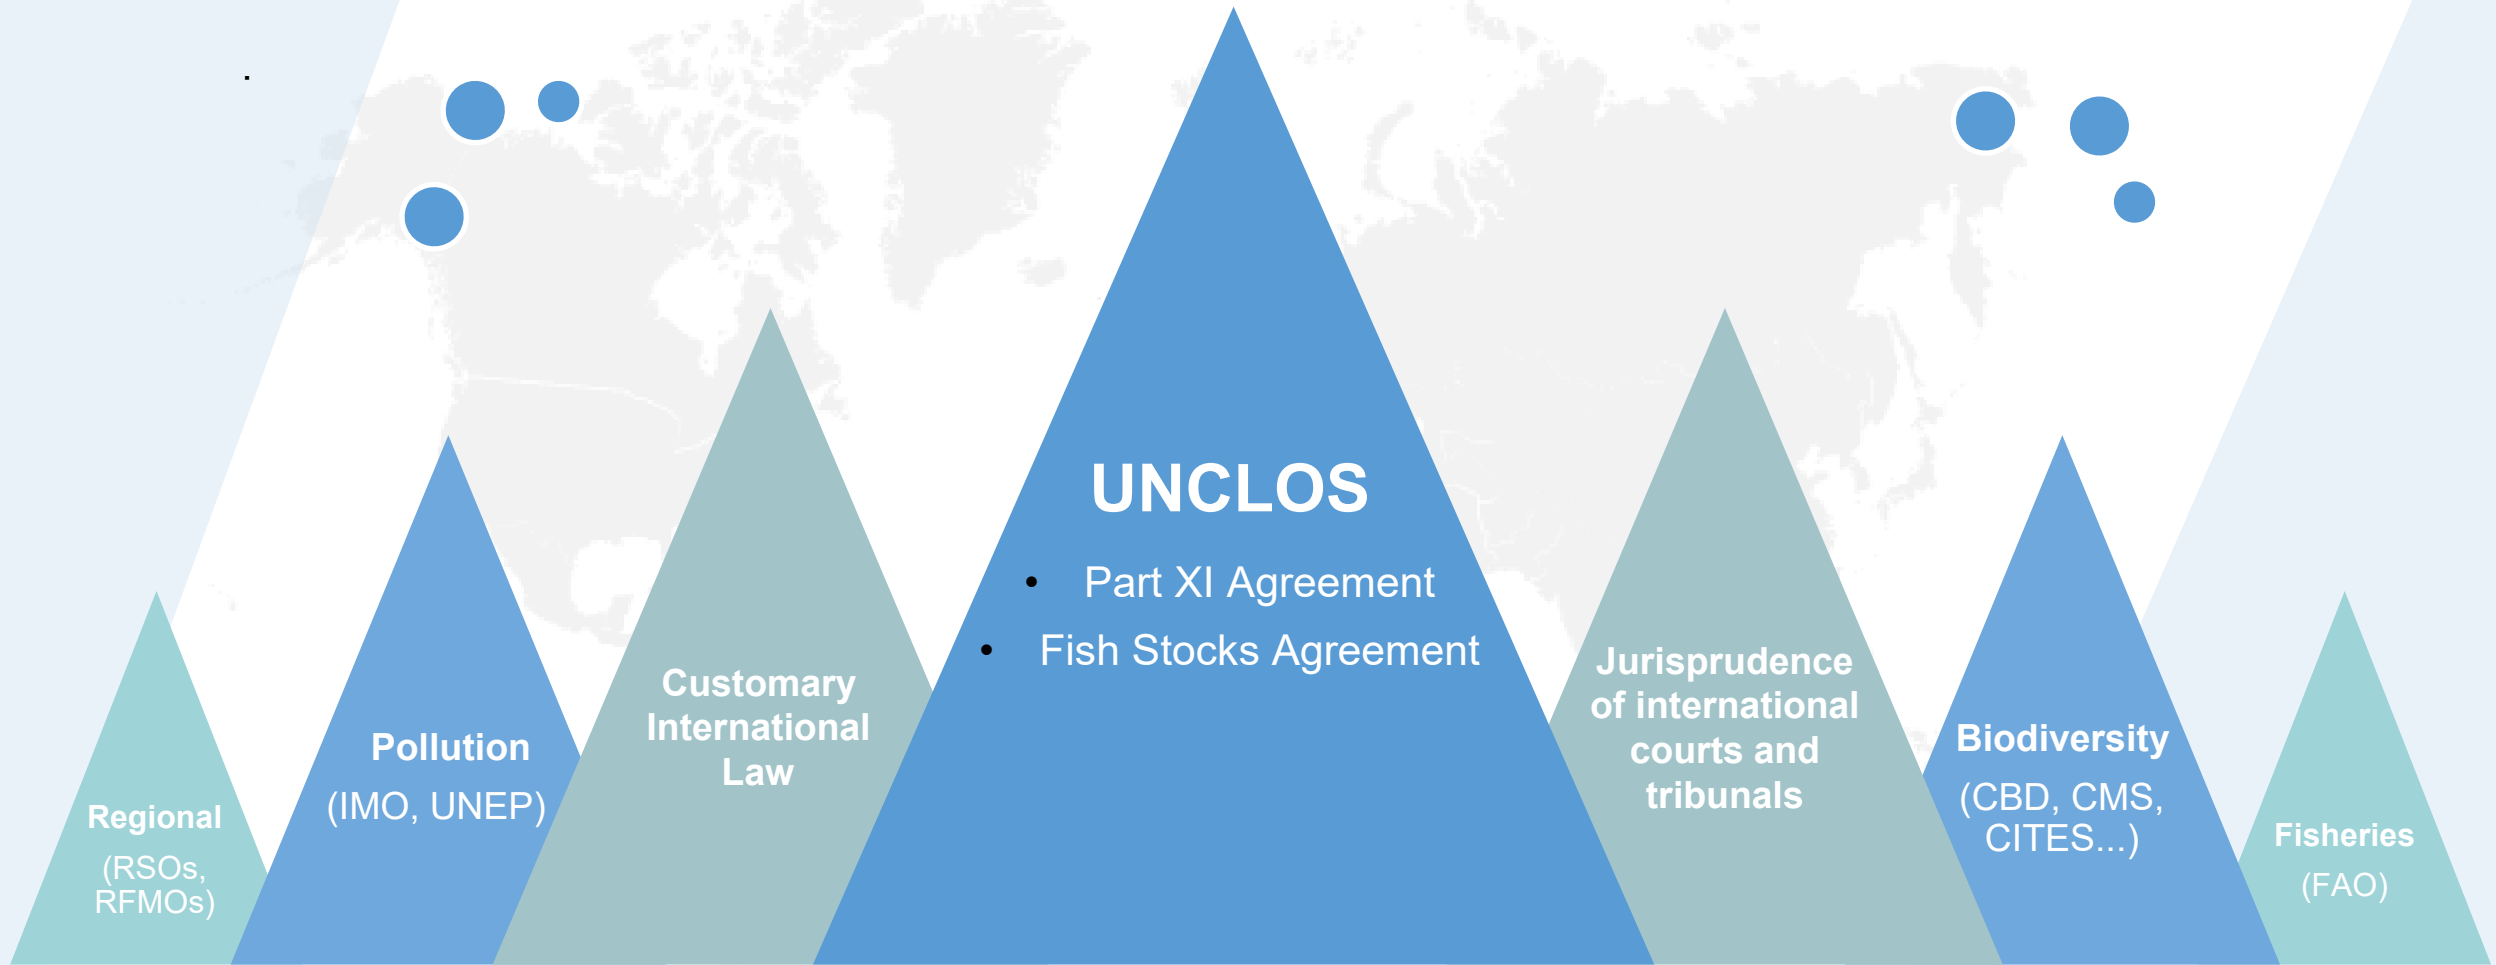 UNCLOS
• Part XI Agreement
• Fish Stocks Agreement
Customary
International
Law
Jurisprudence
of international
courts and
tribunals
Pollution
(IMO, UNEP)
Biodiversity
(CBD, CMS,
CITES...)
Regional
(RSOs,
RFMOs)
Fisheries
(FAO)